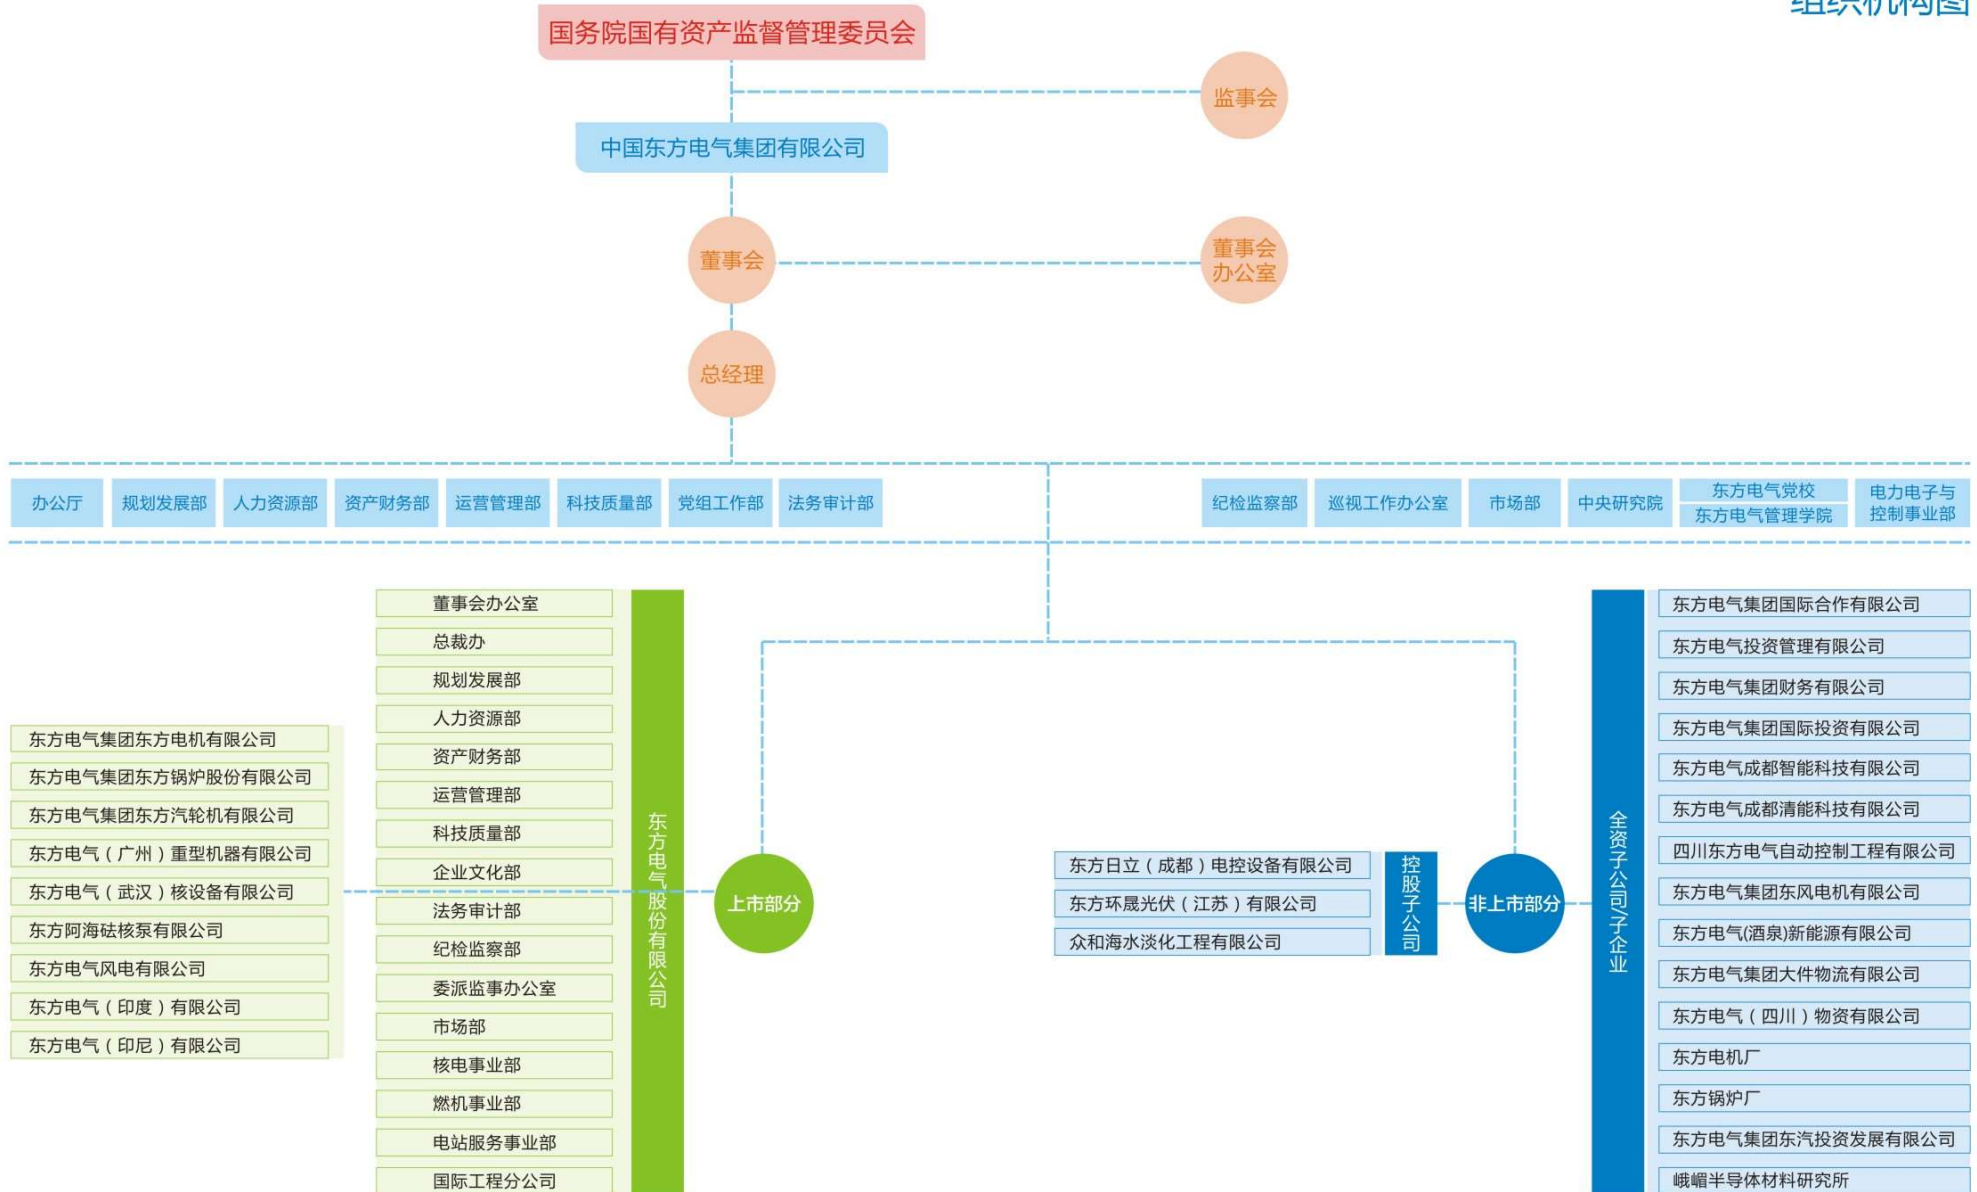 组织机构图
国务院国有资产监督管理委员会
监事会
中国东方电气集团有限公司
董事会
董事会
办公室
总经理
办公厅
规划发展部
人力资源部
资产财务部
运营管理部
科技质量部
党组工作部
法务审计部
纪检监察部
巡视工作办公室
市场部
中央研究院
东方电气党校
东方电气管理学院
电力电子与
控制事业部
东方电气集团东方电机有限公司
东方电气集团东方锅炉股份有限公司
东方电气集团东方汽轮机有限公司
东方电气（广州）重型机器有限公司
东方电气（武汉）核设备有限公司
东方阿海珐核泵有限公司
东方电气风电有限公司
东方电气（印度）有限公司
东方电气（印尼）有限公司
董事会办公室
总裁办
规划发展部
人力资源部
资产财务部
运营管理部
科技质量部
企业文化部
法务审计部
纪检监察部
委派监事办公室
市场部
核电事业部
燃机事业部
电站服务事业部
国际工程分公司
东方电气股份有限公司
上市部分
东方日立（成都）电控设备有限公司
东方环晟光伏（江苏）有限公司
众和海水淡化工程有限公司
控股子公司
非上市部分
全资子公司/子企业
东方电气集团国际合作有限公司
东方电气投资管理有限公司
东方电气集团财务有限公司
东方电气集团国际投资有限公司
东方电气成都智能科技有限公司
东方电气成都清能科技有限公司
四川东方电气自动控制工程有限公司
东方电气集团东风电机有限公司
东方电气(酒泉)新能源有限公司
东方电气集团大件物流有限公司
东方电气（四川）物资有限公司
东方电机厂
东方锅炉厂
东方电气集团东汽投资发展有限公司
峨嵋半导体材料研究所